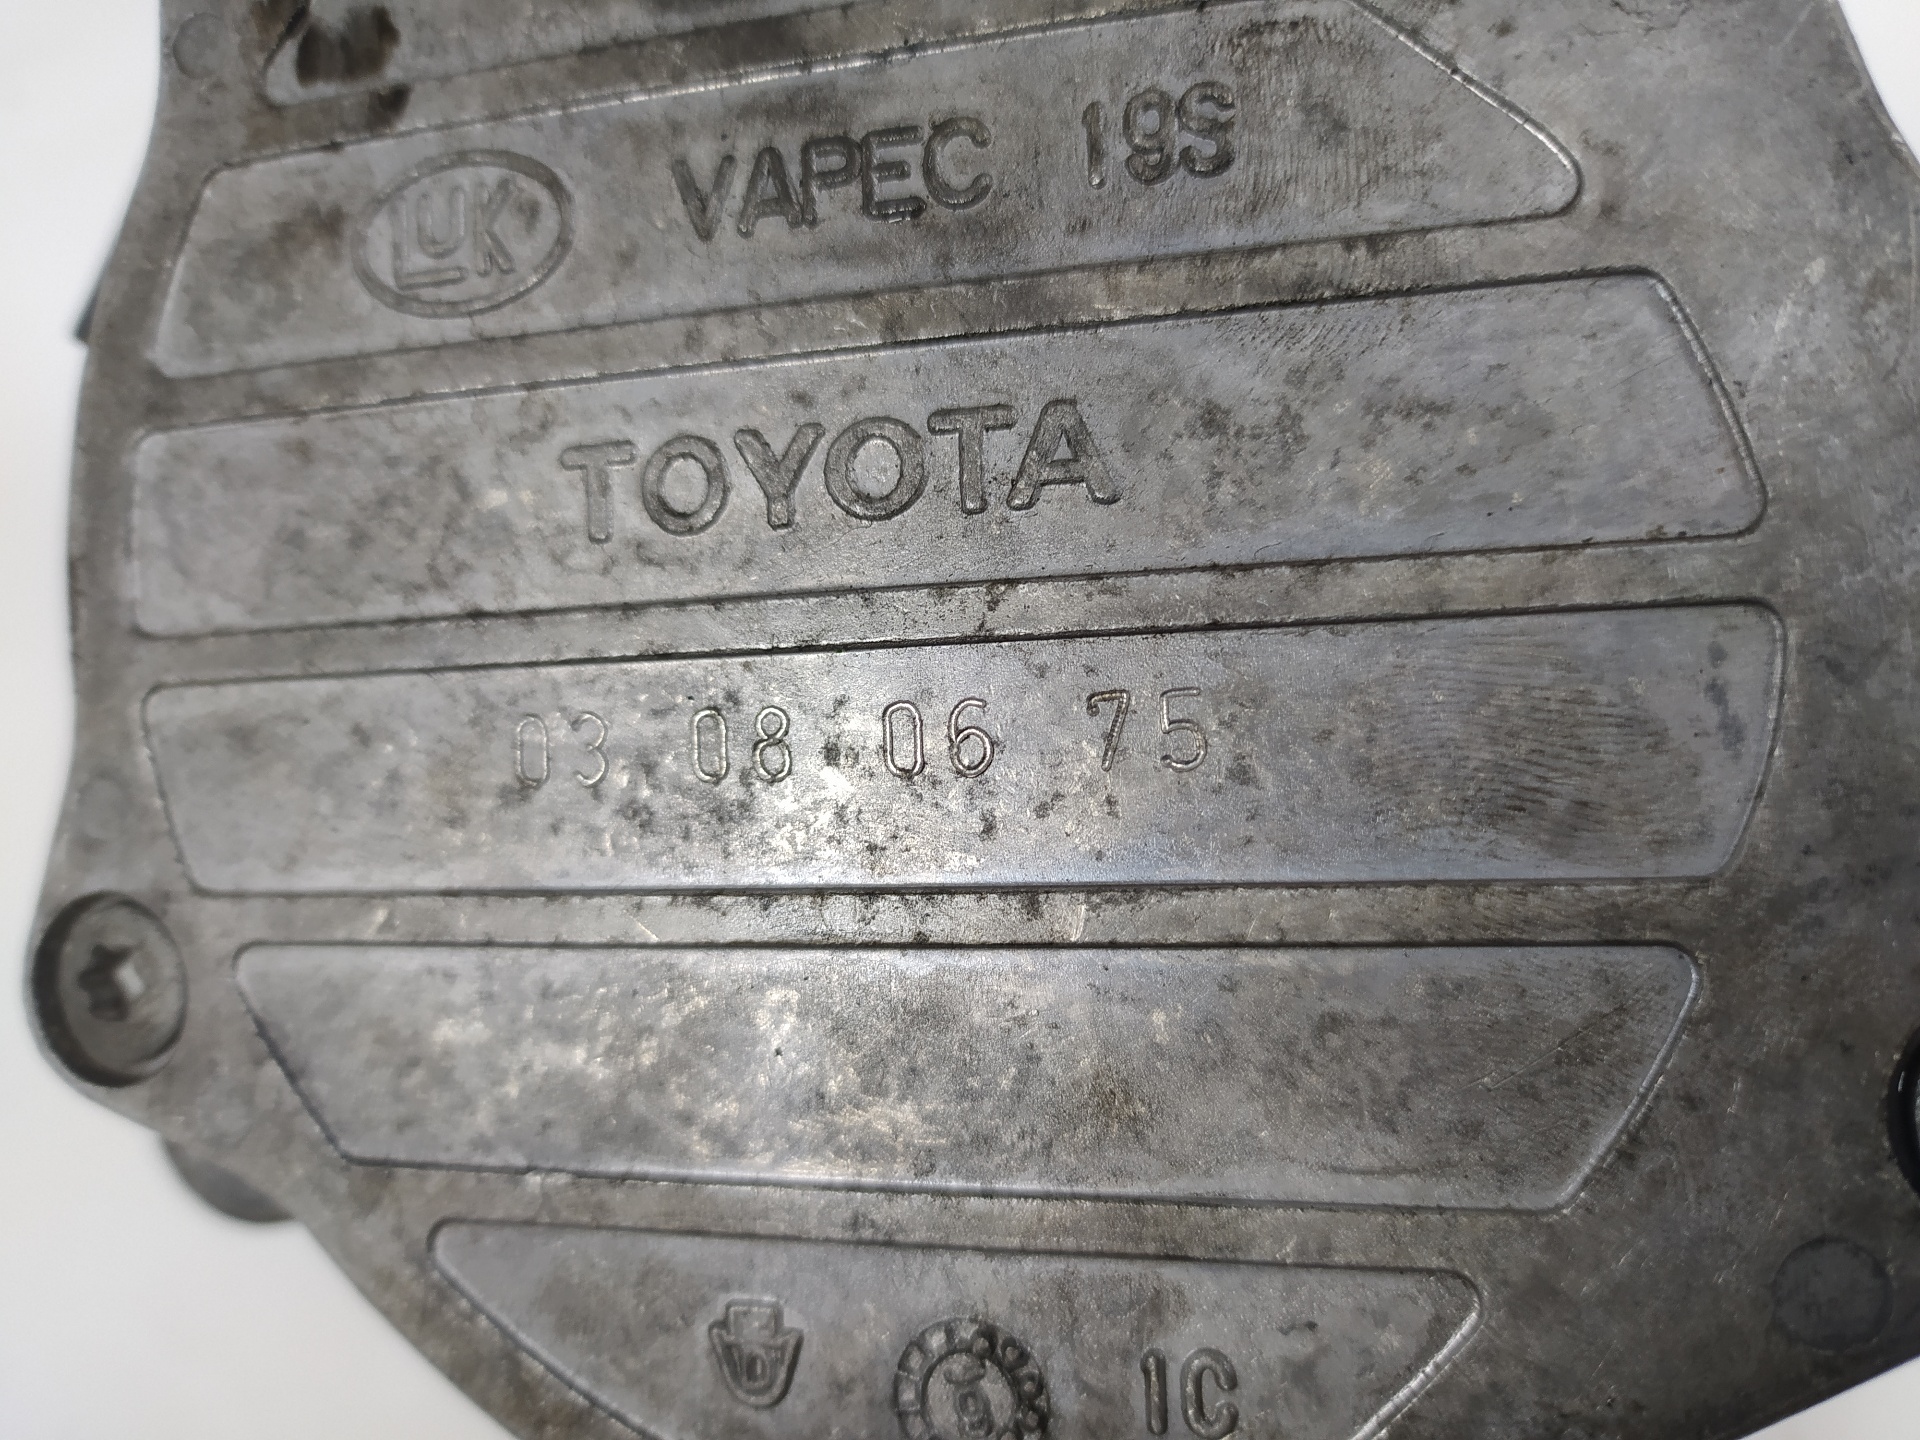 LUK VAPEC 19S
TOYOTA
03 08 06 75
1C